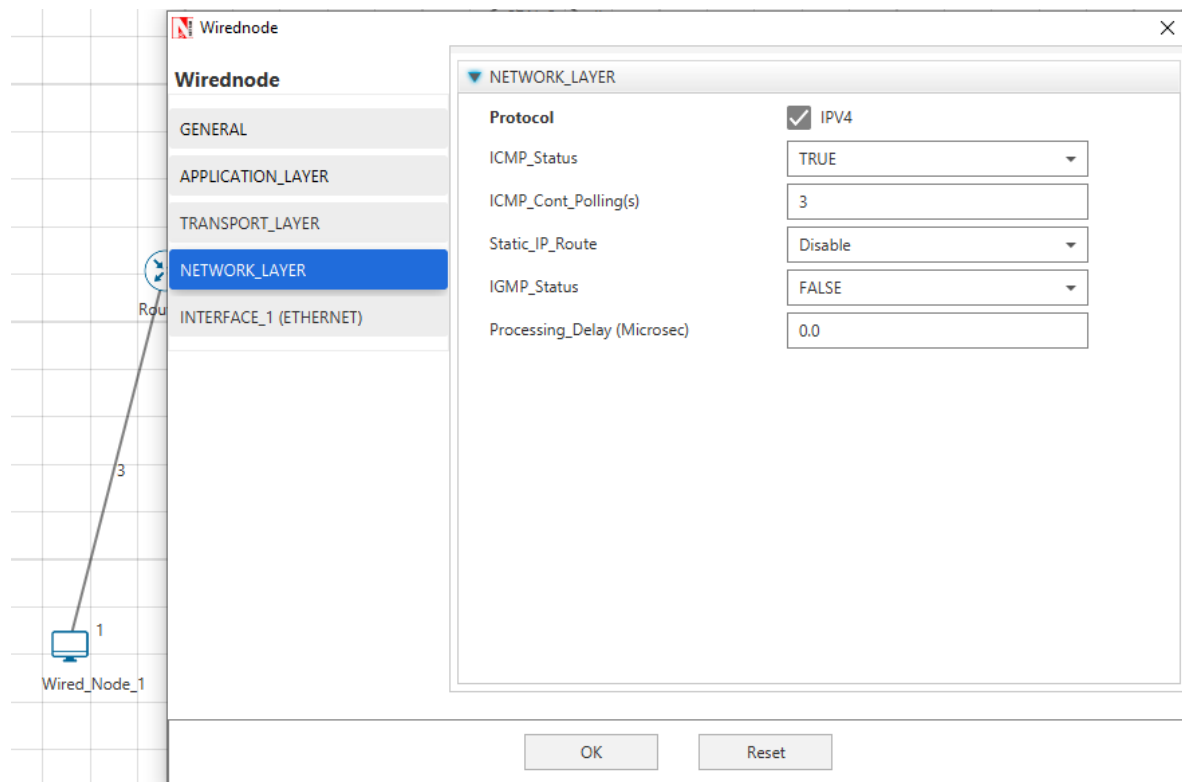 Wirednode
Wirednode
GENERAL
APPLICATION_LAYER
TRANSPORT_LAYER
NETWORK_LAYER
INTERFACE_1 (ETHERNET)
NETWORK_LAYER
Protocol IPV4
ICMP_Status TRUE
ICMP_Cont_Polling(s) 3
Static_IP_Route Disable
IGMP_Status FALSE
Processing_Delay (Microsec) 0.0
Rou
3
1
Wired_Node_1
OK Reset